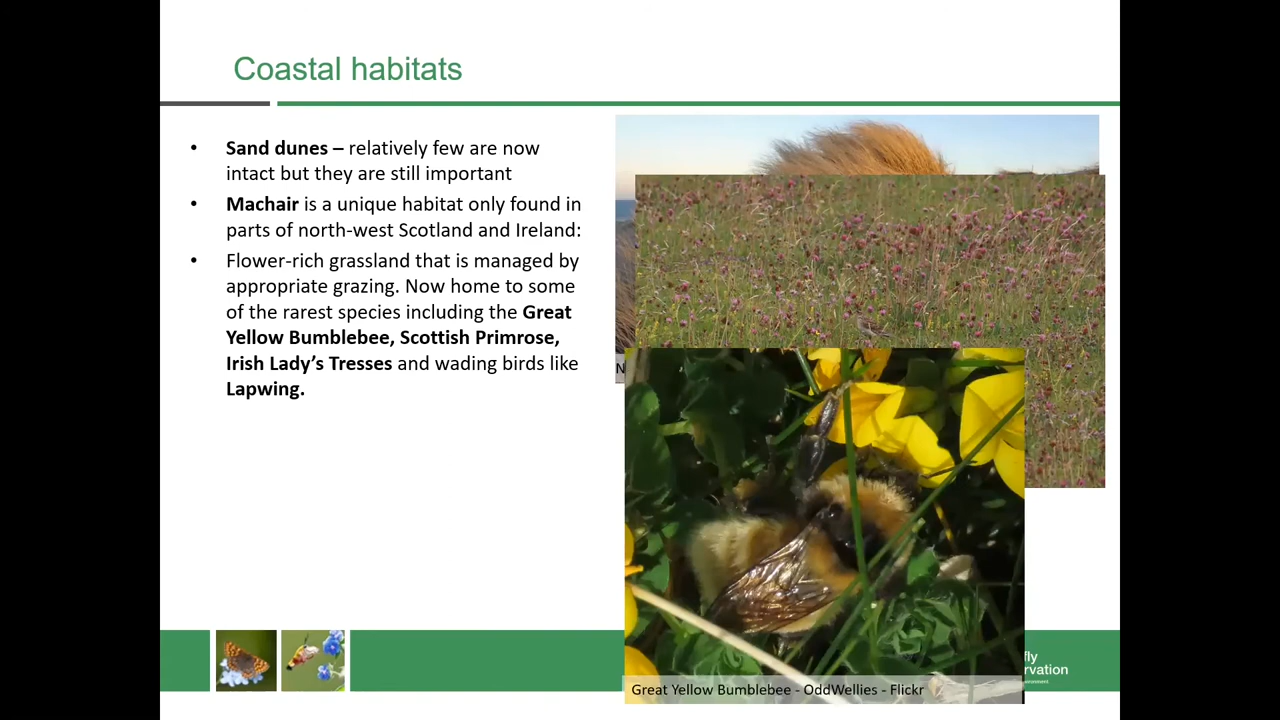 Coastal habitats
• Sand dunes – relatively few are now
intact but they are still important
• Machair is a unique habitat only found in
parts of north-west Scotland and Ireland:
• Flower-rich grassland that is managed by
appropriate grazing. Now home to some
of the rarest species including the Great
Yellow Bumblebee, Scottish Primrose,
Irish Lady’s Tresses and wading birds like
Lapwing.
N
fly
rvation
Great Yellow Bumblebee - OddWellies - Flickr